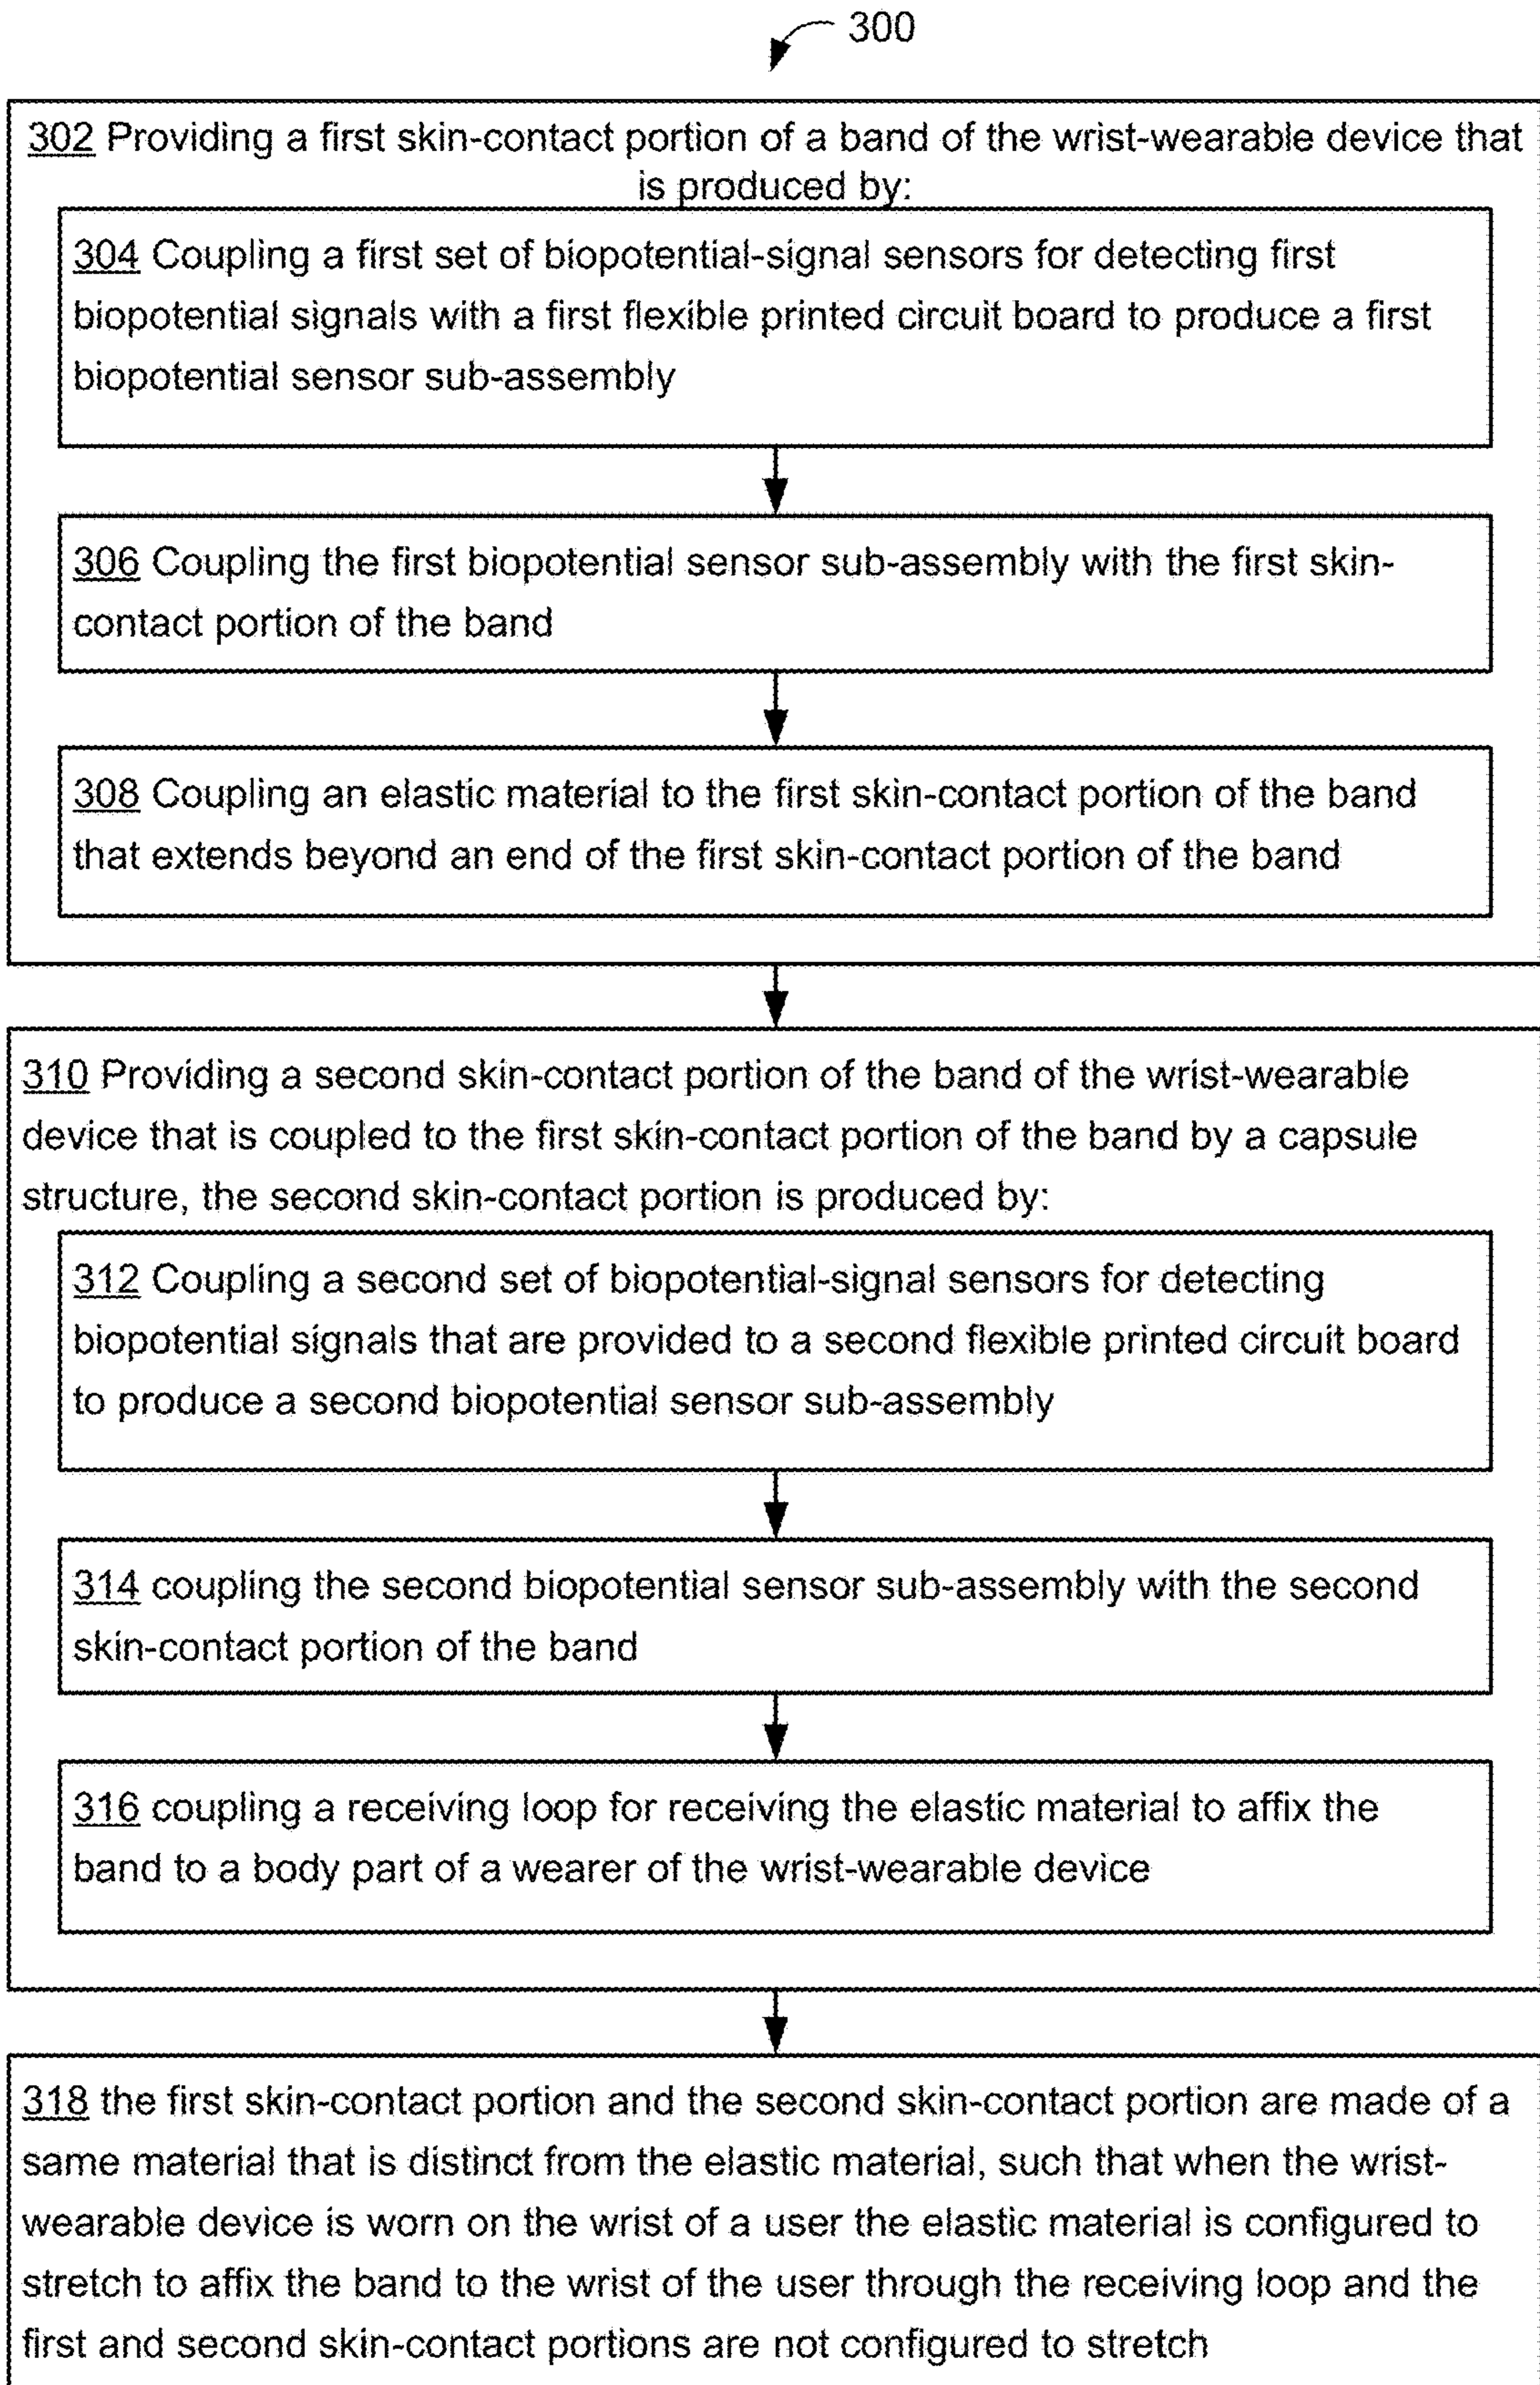 300
302 Providing a first skin-contact portion of a band of the wrist-wearable device that
is produced by:
304 Coupling a first set of biopotential-signal sensors for detecting first
biopotential signals with a first flexible printed circuit board to produce a first
biopotential sensor sub-assembly
306 Coupling the first biopotential sensor sub-assembly with the first skin-
contact portion of the band
308 Coupling an elastic material to the first skin-contact portion of the band
that extends beyond an end of the first skin-contact portion of the band
310 Providing a second skin-contact portion of the band of the wrist-wearable
device that is coupled to the first skin-contact portion of the band by a capsule
structure, the second skin-contact portion is produced by:
312 Coupling a second set of biopotential-signal sensors for detecting
biopotential signals that are provided to a second flexible printed circuit board
to produce a second biopotential sensor sub-assembly
314 coupling the second biopotential sensor sub-assembly with the second
skin-contact portion of the band
316 coupling a receiving loop for receiving the elastic material to affix the
band to a body part of a wearer of the wrist-wearable device
318 the first skin-contact portion and the second skin-contact portion are made of a
same material that is distinct from the elastic material, such that when the wrist-
wearable device is worn on the wrist of a user the elastic material is configured to
stretch to affix the band to the wrist of the user through the receiving loop and the
first and second skin-contact portions are not configured to stretch